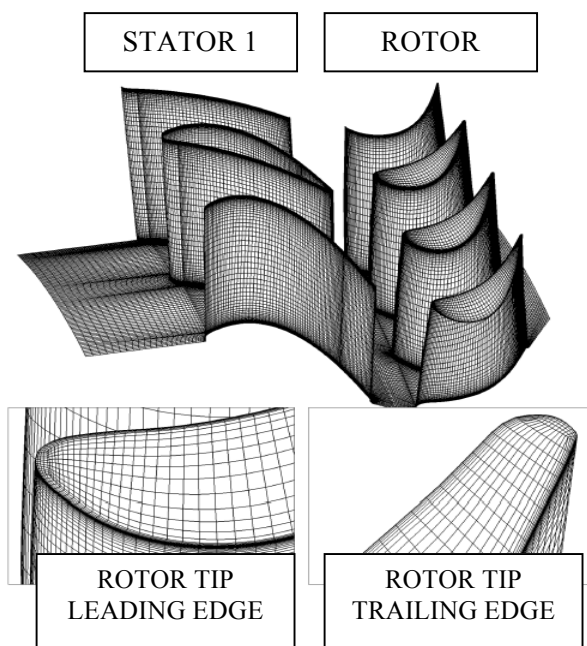 STATOR 1
ROTOR
ROTOR TIP
LEADING EDGE
ROTOR TIP
TRAILING EDGE